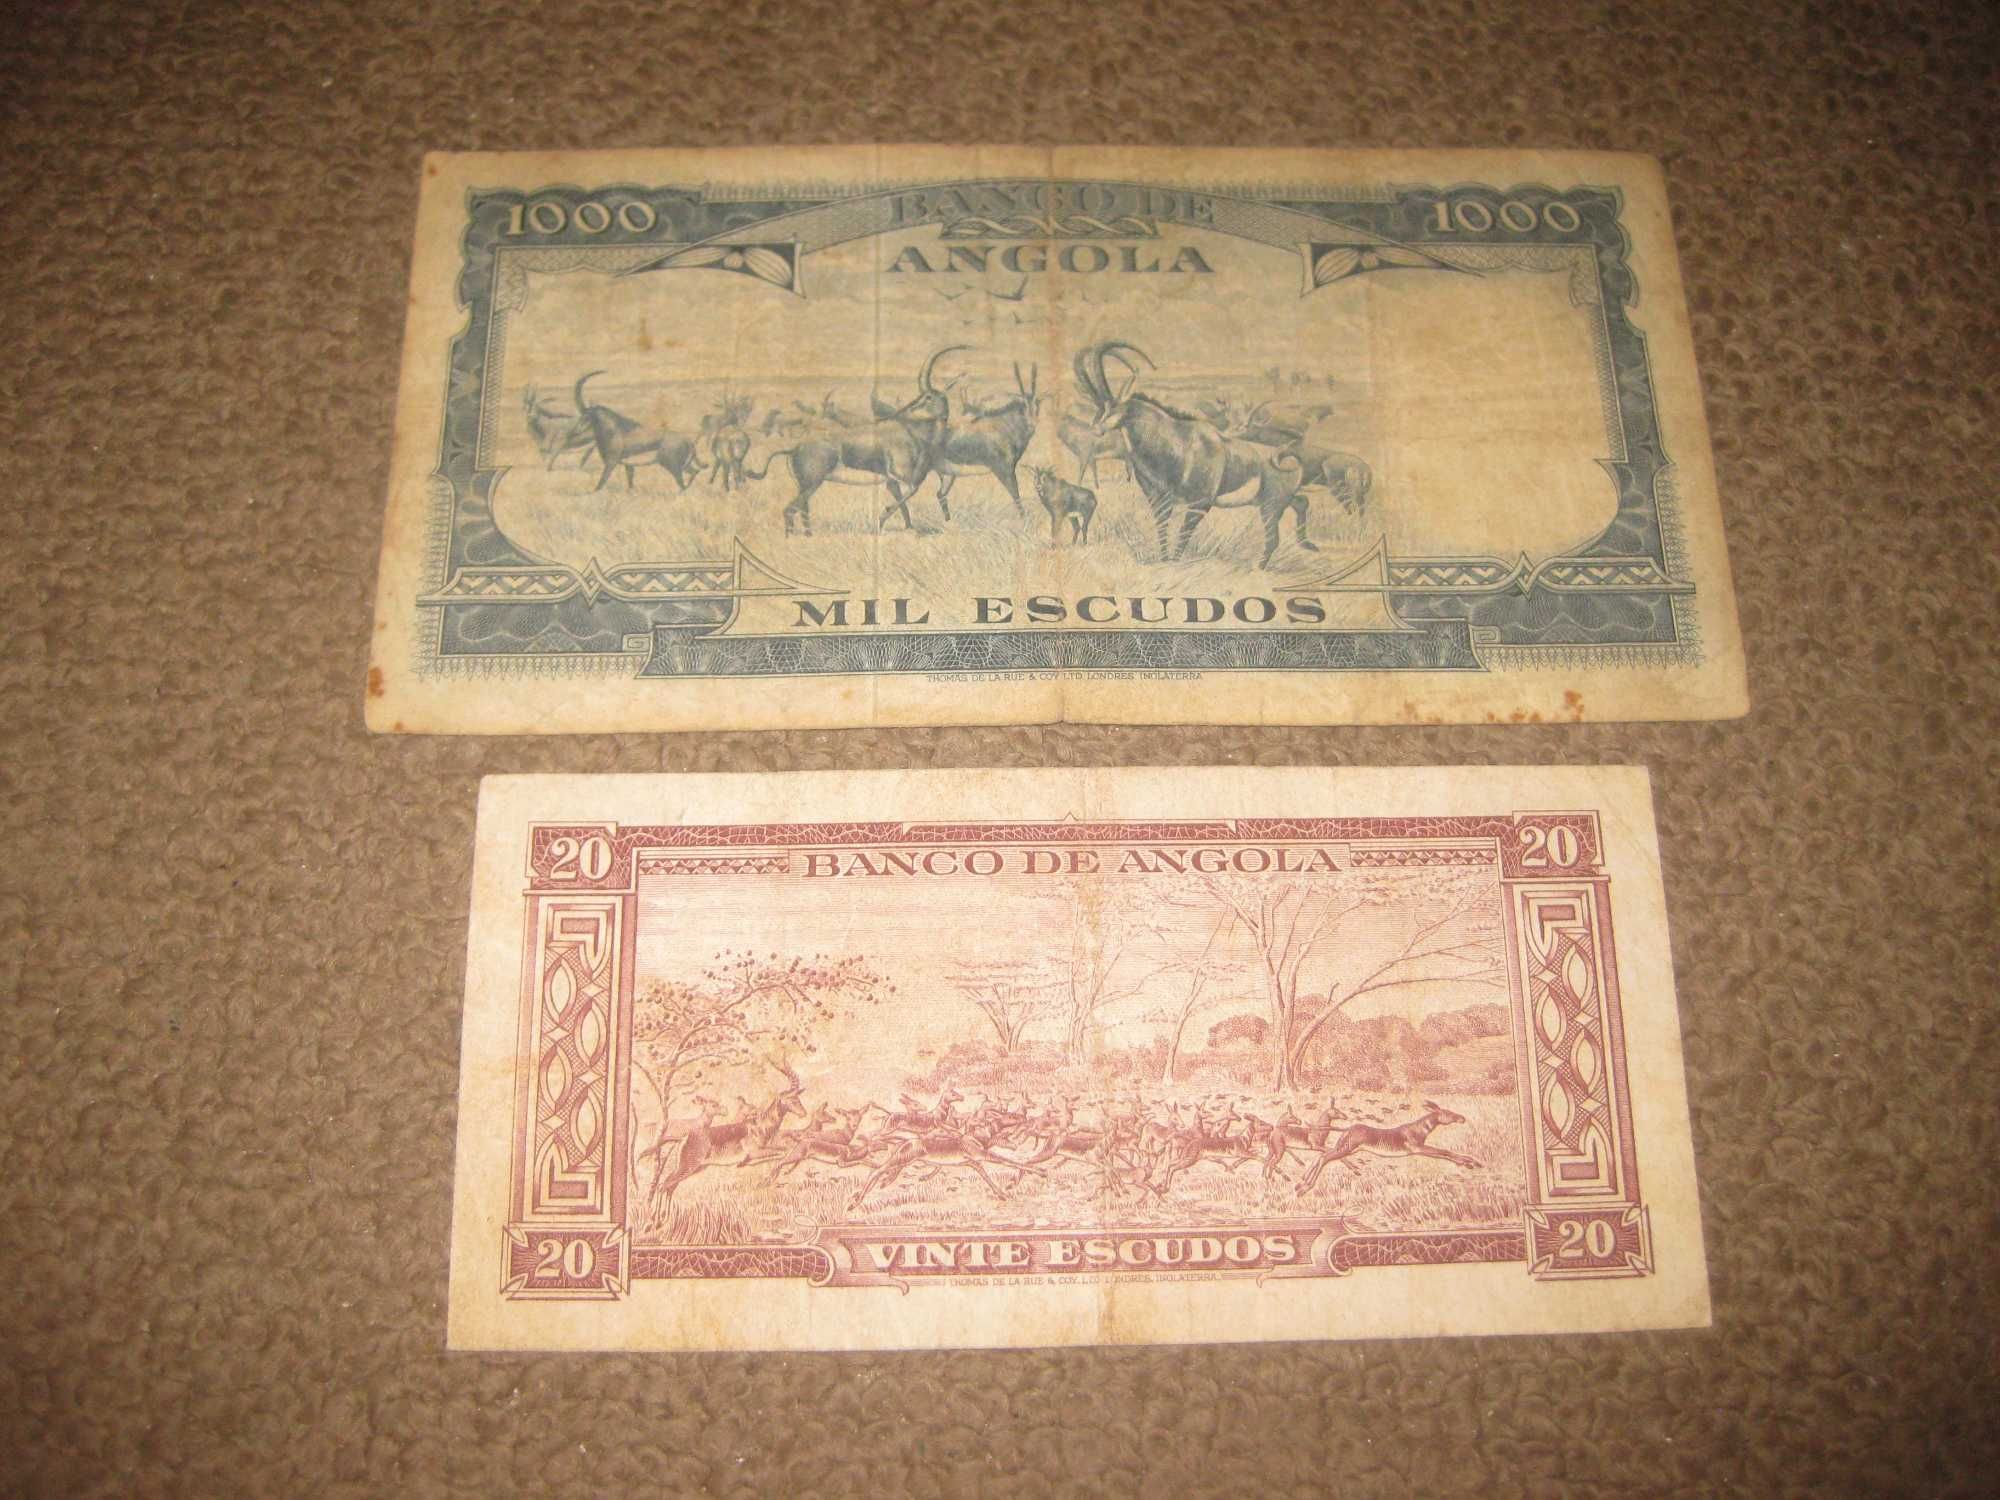 1000 BANCO DE 1000
ANGOLA
MIL ESCUDOS
THOMAS DE LA RUE & COY. LTD. LONDRES, INGLATERRA.
20 BANCO DE ANGOLA 20
20 VINTE ESCUDOS 20
THOMAS DE LA RUE & COY. LTD. LONDRES, INGLATERRA.